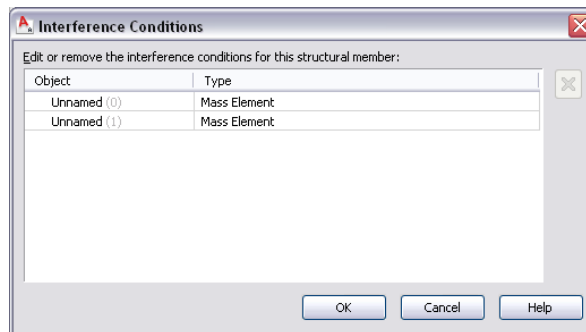 Interference Conditions
Edit or remove the interference conditions for this structural member:
Object Type
Unnamed (0) Mass Element
Unnamed (1) Mass Element
OK Cancel Help